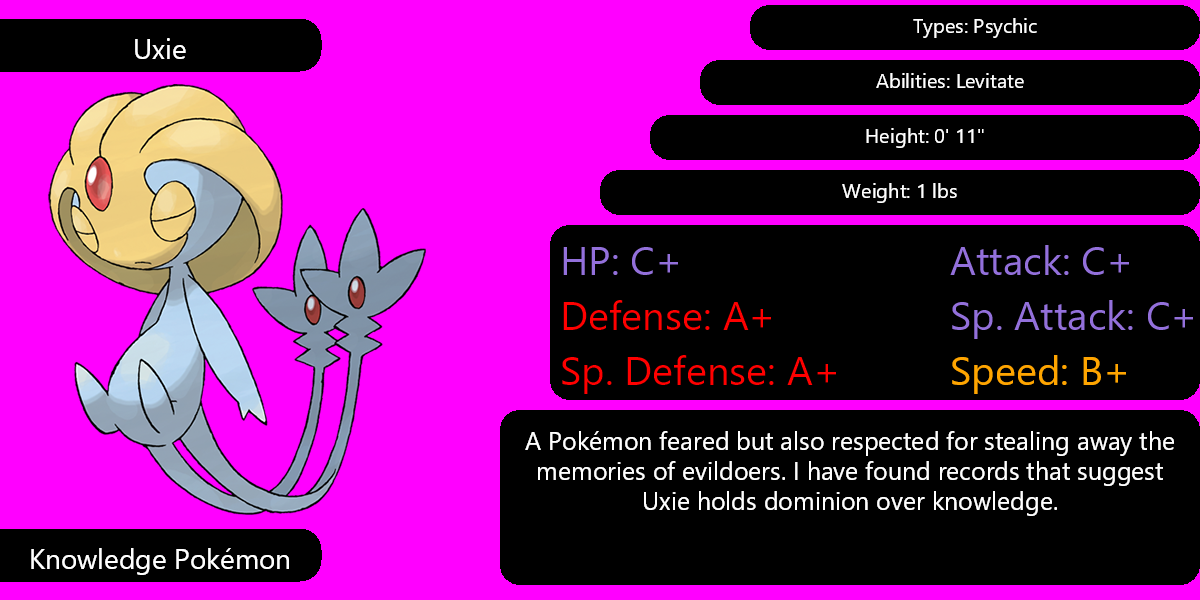 Uxie
Types: Psychic
Abilities: Levitate
Height: 0' 11"
Weight: 1 lbs
HP: C+
Attack: C+
Defense: A+
Sp. Attack: C+
Sp. Defense: A+
Speed: B+
A Pokémon feared but also respected for stealing away the
memories of evildoers. I have found records that suggest
Uxie holds dominion over knowledge.
Knowledge Pokémon